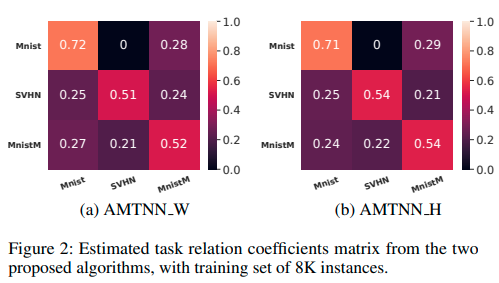 Mnist 0.72 0 0.28
SVHN 0.25 0.51 0.24
MnistM 0.27 0.21 0.52
Mnist SVHN MnistM
1.0
0.8
0.6
0.4
0.2
0.0
(a) AMTNN_W
Mnist 0.71 0 0.29
SVHN 0.25 0.54 0.21
MnistM 0.24 0.22 0.54
Mnist SVHN MnistM
1.0
0.8
0.6
0.4
0.2
0.0
(b) AMTNN_H
Figure 2: Estimated task relation coefficients matrix from the two
proposed algorithms, with training set of 8K instances.